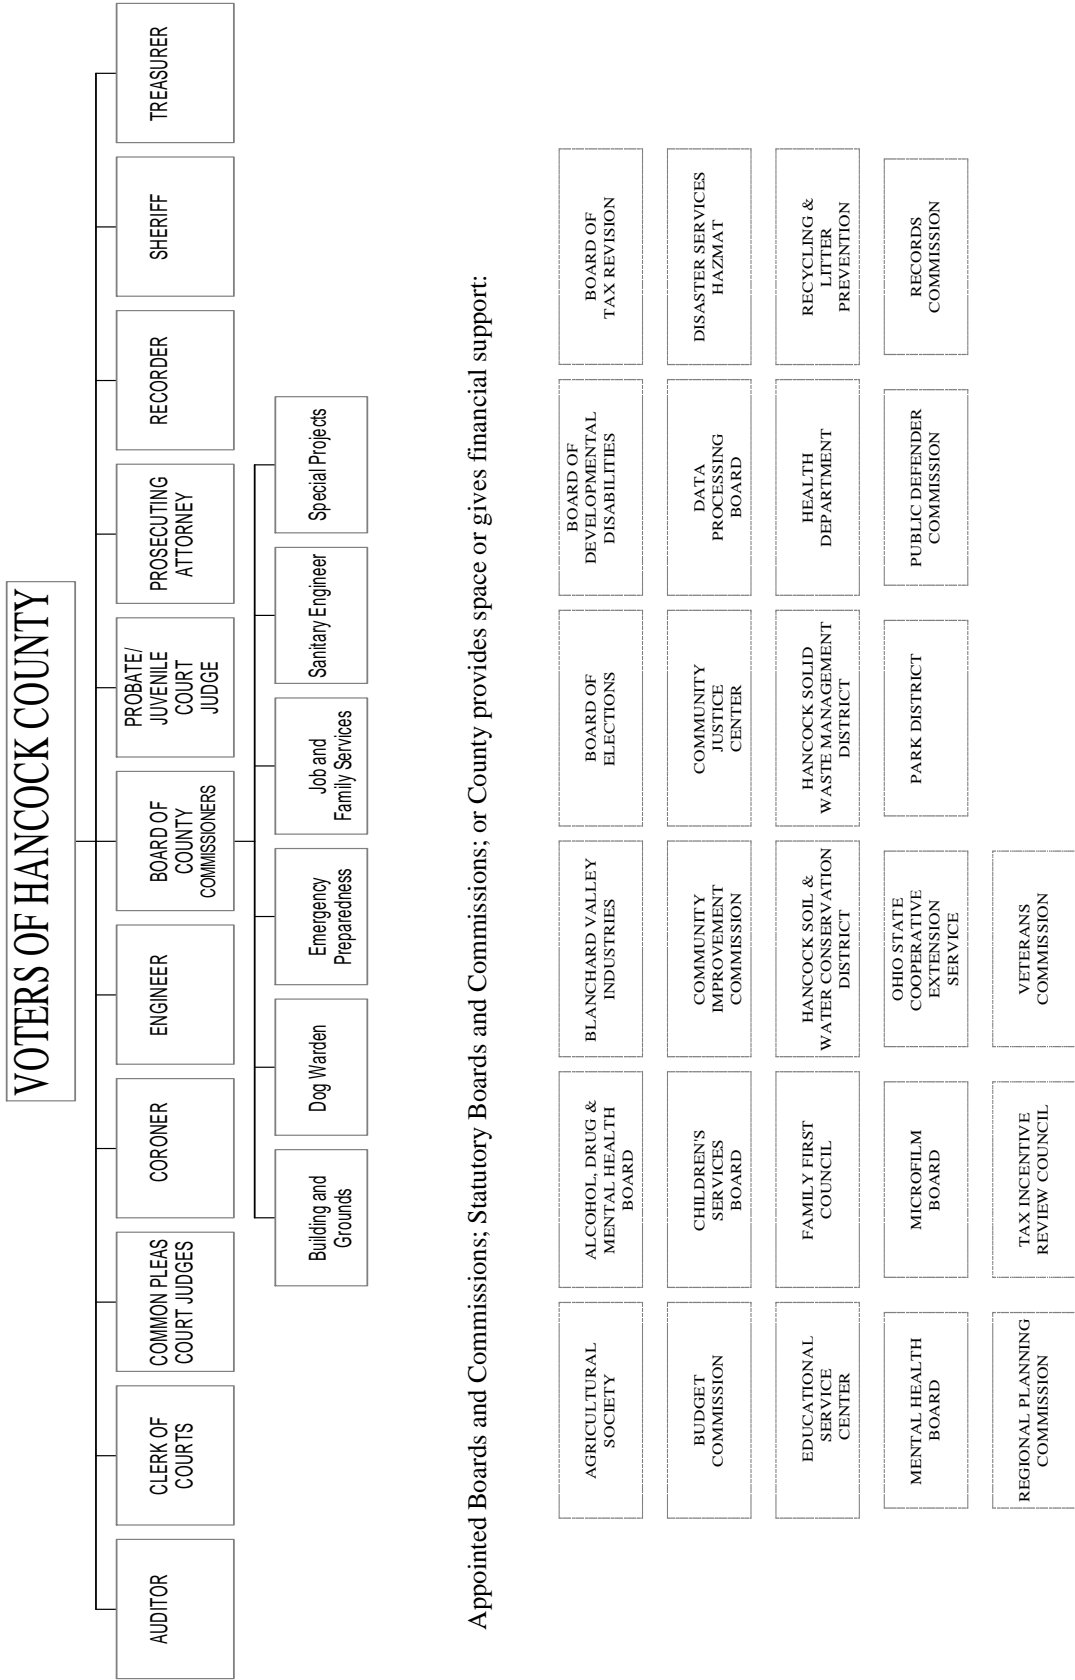 VOTERS OF HANCOCK COUNTY
AUDITOR
CLERK OF
COURTS
COMMON PLEAS
COURT JUDGES
CORONER
ENGINEER
BOARD OF
COUNTY
COMMISSIONERS
PROBATE/
JUVENILE
COURT
JUDGE
PROSECUTING
ATTORNEY
RECORDER
SHERIFF
TREASURER
Building and
Grounds
Dog Warden
Emergency
Preparedness
Job and
Family Services
Sanitary Engineer
Special Projects
Appointed Boards and Commissions; Statutory Boards and Commissions; or County provides space or gives financial support:
AGRICULTURAL
SOCIETY
ALCOHOL, DRUG &
MENTAL HEALTH
BOARD
BLANCHARD VALLEY
INDUSTRIES
BOARD OF
ELECTIONS
BOARD OF
DEVELOPMENTAL
DISABILITIES
BOARD OF
TAX REVISION
BUDGET
COMMISSION
CHILDREN'S
SERVICES
BOARD
COMMUNITY
IMPROVEMENT
COMMISSION
COMMUNITY
JUSTICE
CENTER
DATA
PROCESSING
BOARD
DISASTER SERVICES
HAZMAT
EDUCATIONAL
SERVICE
CENTER
FAMILY FIRST
COUNCIL
HANCOCK SOIL &
WATER CONSERVATION
DISTRICT
HANCOCK SOLID
WASTE MANAGEMENT
DISTRICT
HEALTH
DEPARTMENT
RECYCLING &
LITTER
PREVENTION
MENTAL HEALTH
BOARD
MICROFILM
BOARD
OHIO STATE
COOPERATIVE
EXTENSION
SERVICE
PARK DISTRICT
PUBLIC DEFENDER
COMMISSION
RECORDS
COMMISSION
REGIONAL PLANNING
COMMISSION
TAX INCENTIVE
REVIEW COUNCIL
VETERANS
COMMISSION